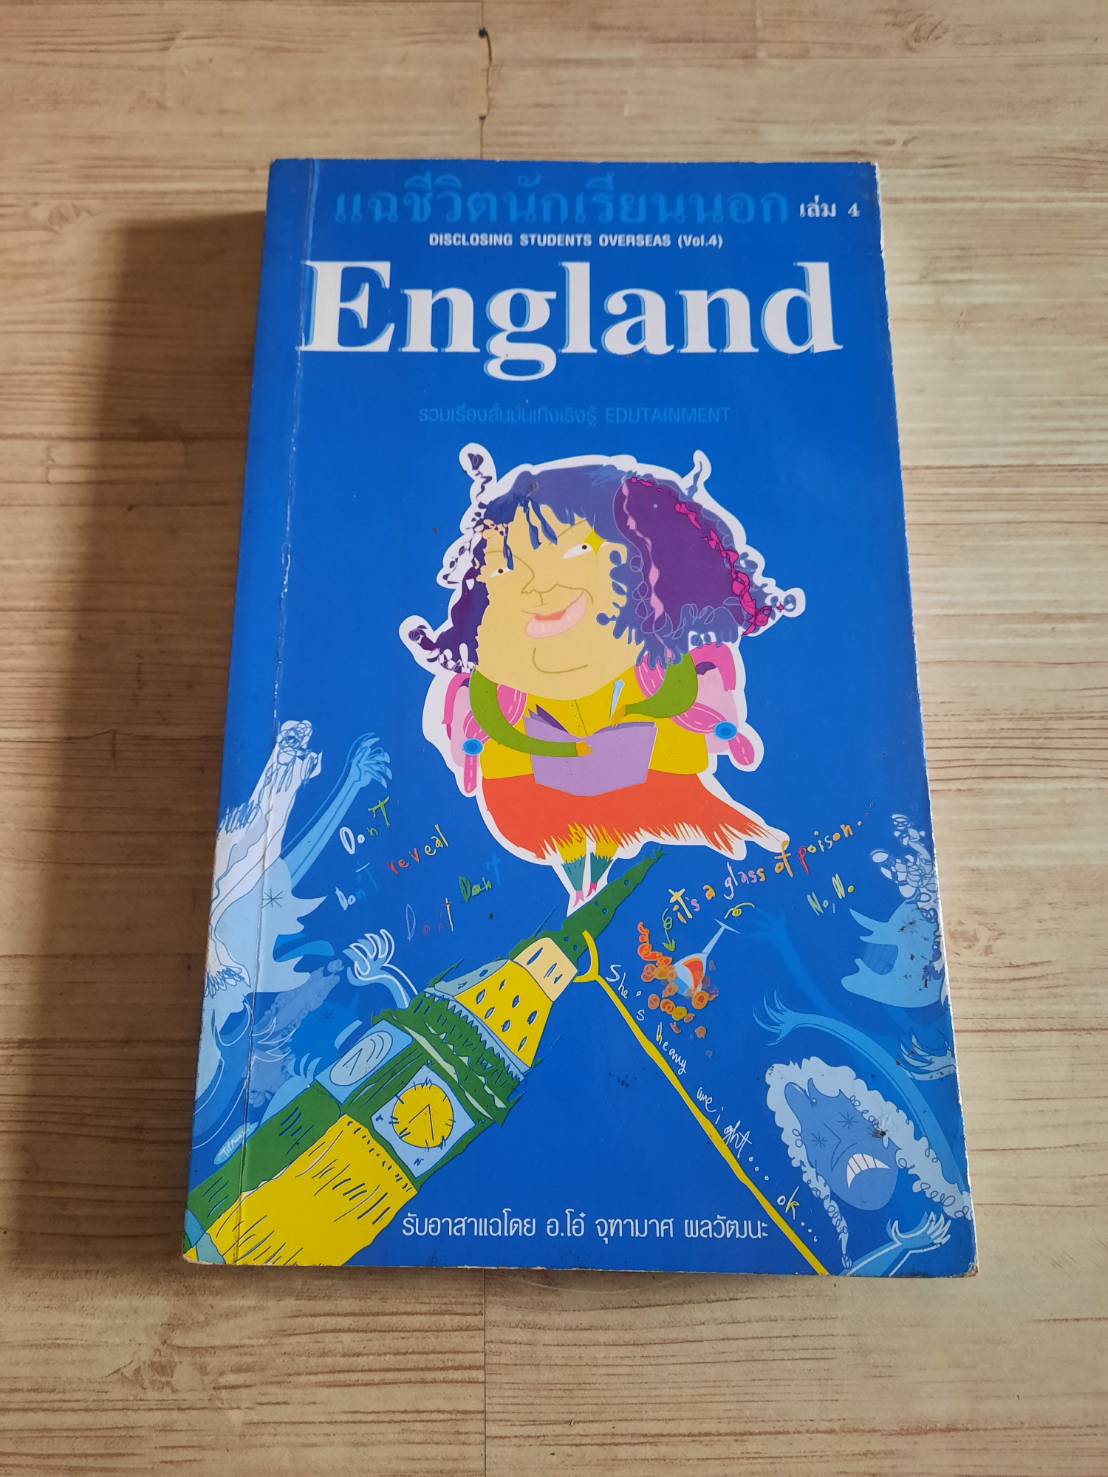 แฉชีวิตนักเรียนนอก เล่ม 4
DISCLOSING STUDENTS OVERSEAS (Vol.4)
England
รวมเรื่องสั้นบันเทิงเริงรู้ EDUTAINMENT
Don'T
Don'T reveal
Don't Don't
it's a glass of poison...
No, No
She's heavy weight.... ok...
รับอาสาแฉโดย อ.โอ๋ จุฑามาศ ผลวัฒนะ